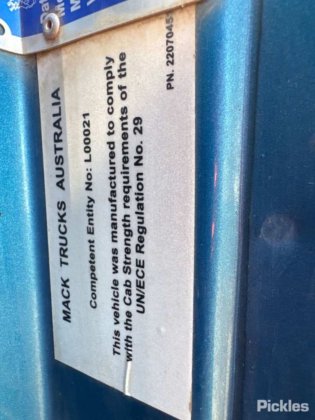 MACK TRUCKS AUSTRALIA
Competent Entity No: L00021
This vehicle was manufactured to comply
with the Cab Strength requirements of the
UN/ECE Regulation No. 29
PN. 2207045
Pickles